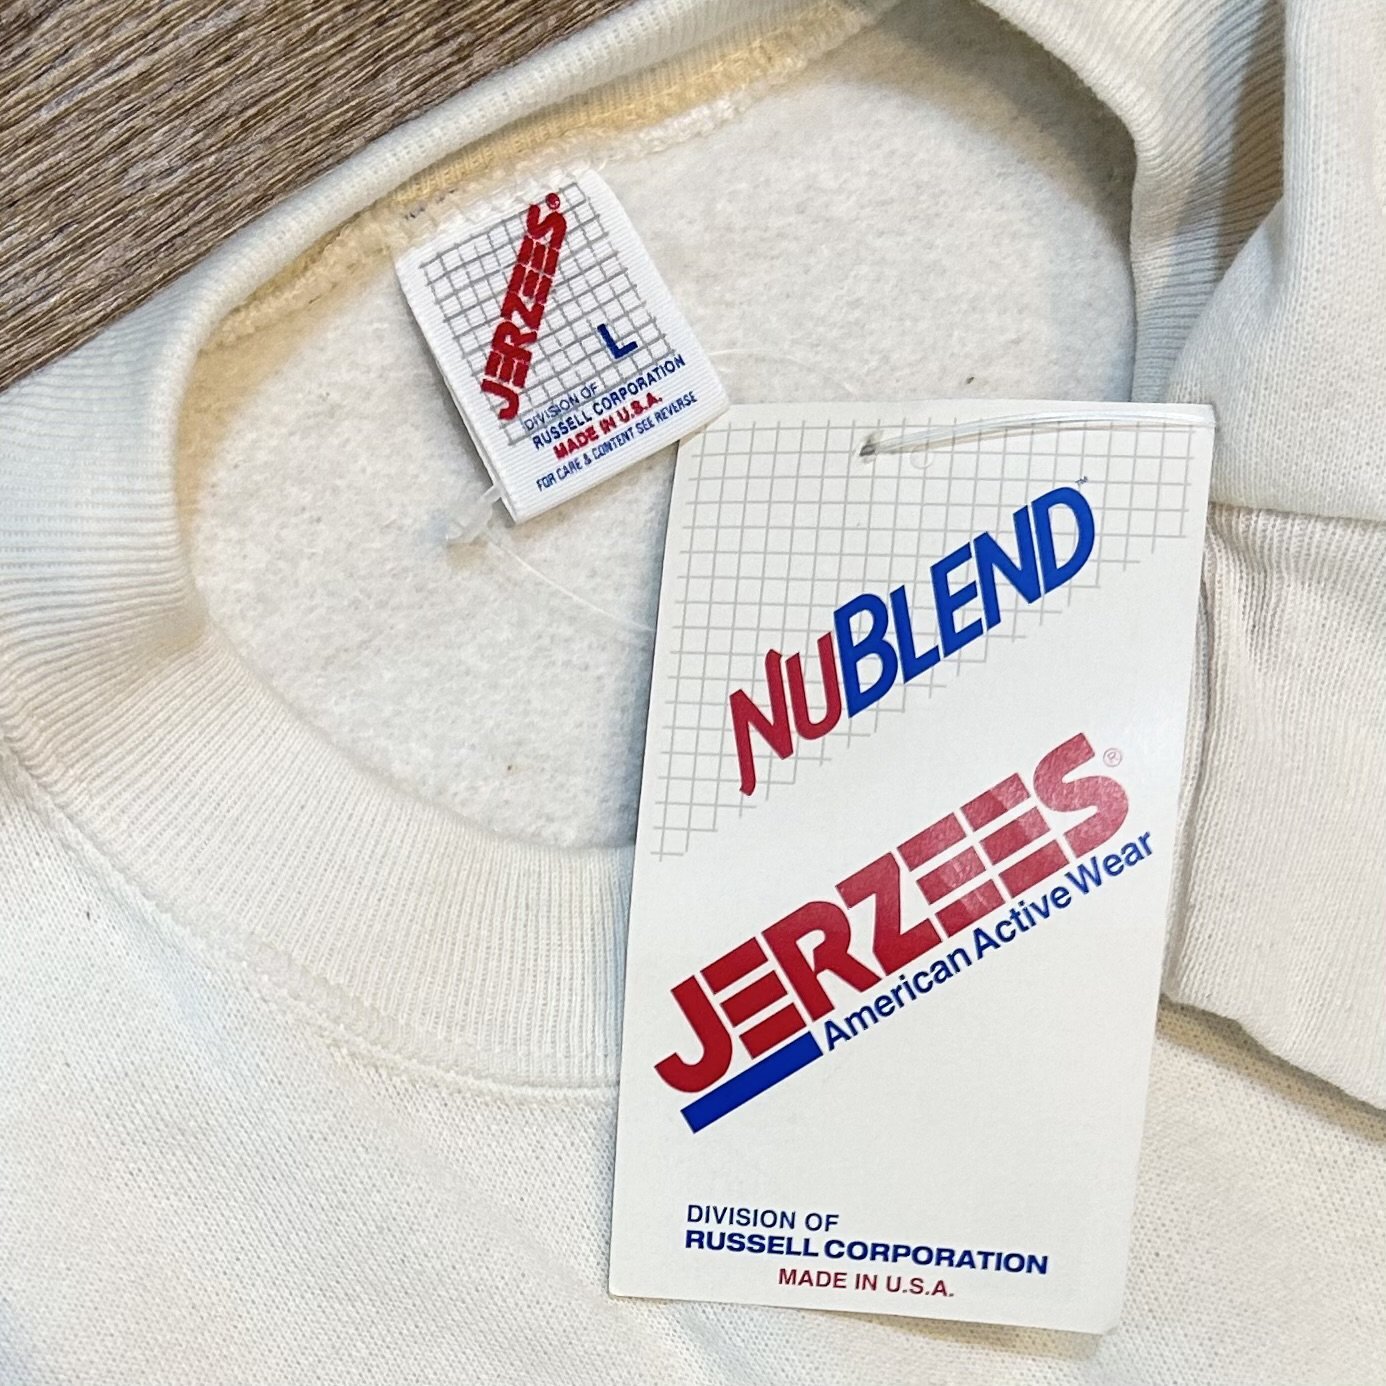 JERZEES®
L
DIVISION OF
RUSSELL CORPORATION
MADE IN U.S.A.
FOR CARE & CONTENT SEE REVERSE
NUBLEND™
JERZEES®
American Active Wear
DIVISION OF
RUSSELL CORPORATION
MADE IN U.S.A.